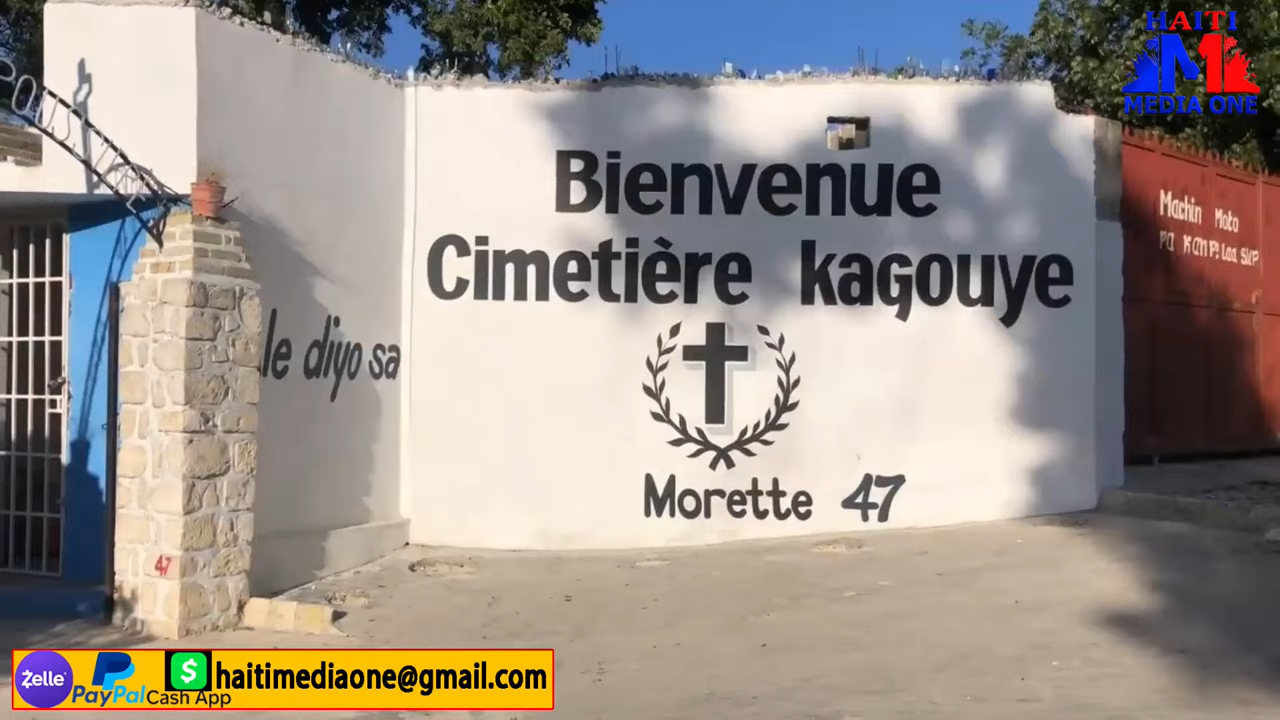 HAITI
M
MEDIA ONE
Bienvenue
Cimetière kagouye
Morette 47
le diyo sa
Machin Moto
47
Zelle
PayPal
$
Cash App
haitimediaone@gmail.com